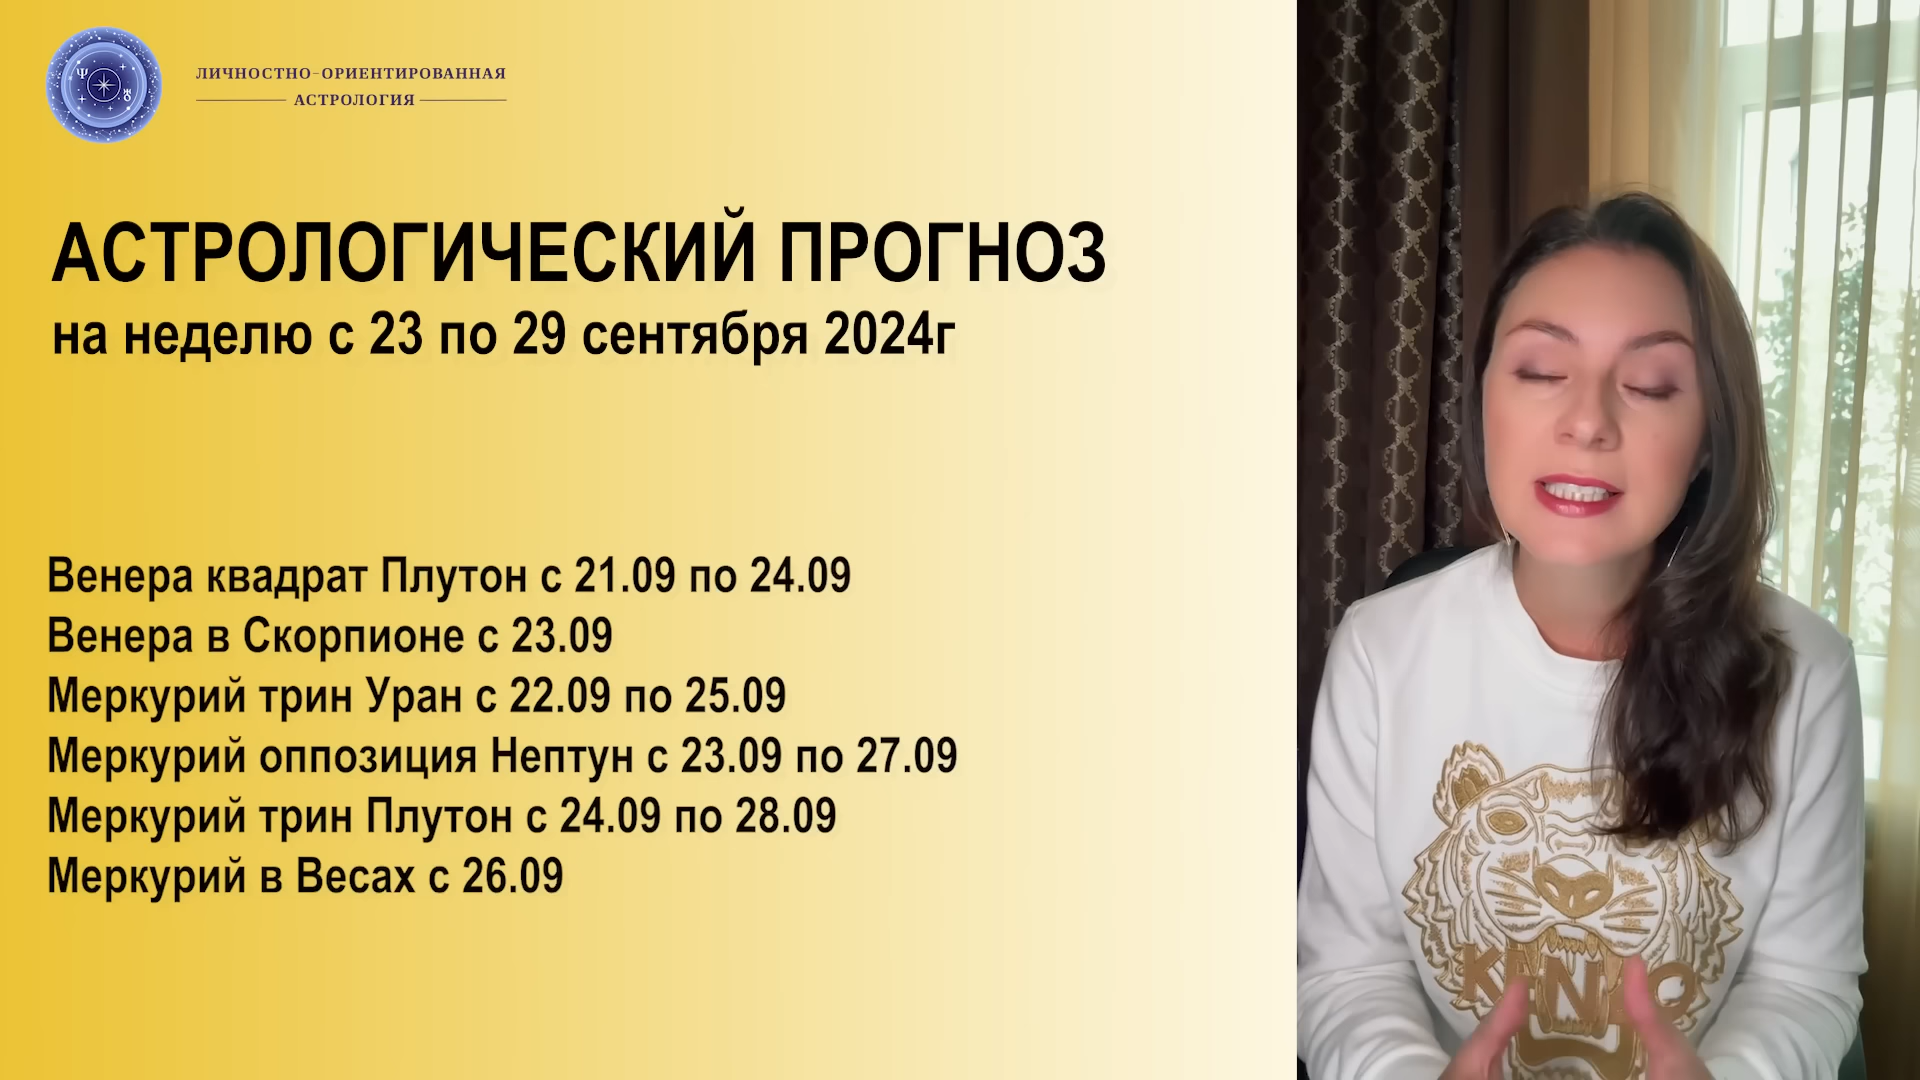 ЛИЧНОСТНО-ОРИЕНТИРОВАННАЯ
АСТРОЛОГИЯ
АСТРОЛОГИЧЕСКИЙ ПРОГНОЗ
на неделю с 23 по 29 сентября 2024г
Венера квадрат Плутон с 21.09 по 24.09
Венера в Скорпионе с 23.09
Меркурий трин Уран с 22.09 по 25.09
Меркурий оппозиция Нептун с 23.09 по 27.09
Меркурий трин Плутон с 24.09 по 28.09
Меркурий в Весах с 26.09
KENZO